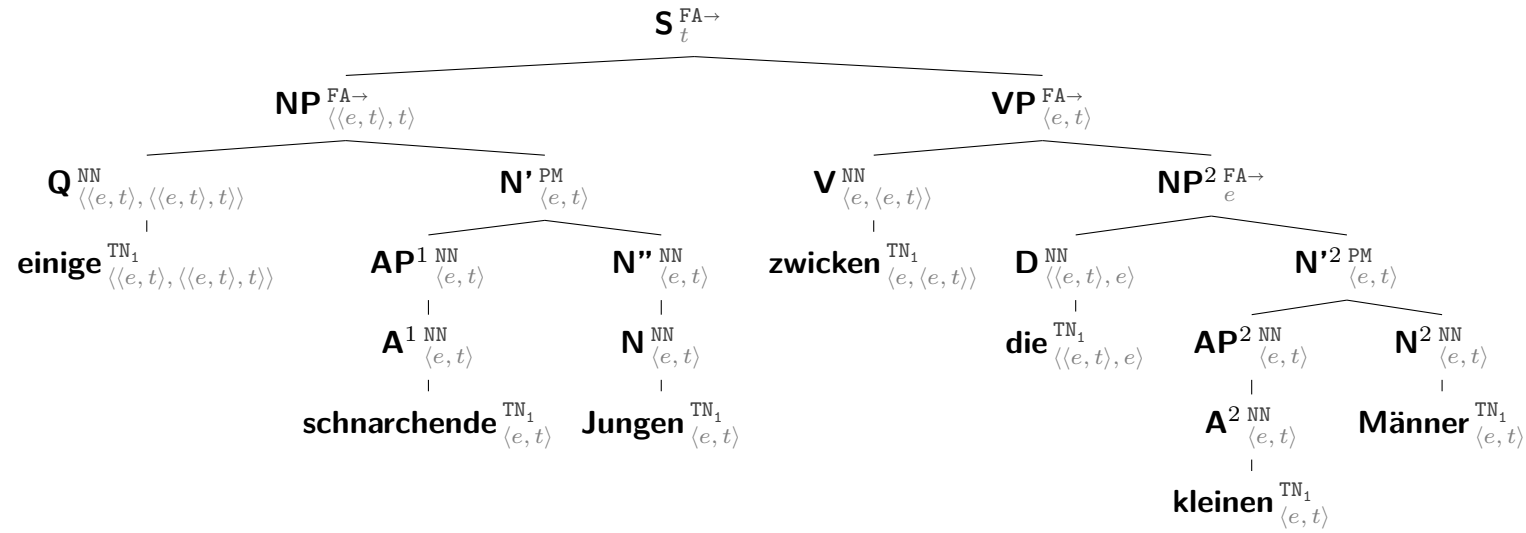 S FA→ t
NP FA→ ⟨⟨e, t⟩, t⟩ VP FA→ ⟨e, t⟩
Q NN ⟨⟨e, t⟩, ⟨⟨e, t⟩, t⟩⟩ N' PM ⟨e, t⟩ V NN ⟨e, ⟨e, t⟩⟩ NP² FA→ e
einige TN₁ ⟨⟨e, t⟩, ⟨⟨e, t⟩, t⟩⟩ AP¹ NN ⟨e, t⟩ N” NN ⟨e, t⟩ zwicken TN₁ ⟨e, ⟨e, t⟩⟩ D NN ⟨⟨e, t⟩, e⟩ N'² PM ⟨e, t⟩
A¹ NN ⟨e, t⟩ N NN ⟨e, t⟩ die TN₁ ⟨⟨e, t⟩, e⟩ AP² NN ⟨e, t⟩ N² NN ⟨e, t⟩
schnarchende TN₁ ⟨e, t⟩ Jungen TN₁ ⟨e, t⟩ A² NN ⟨e, t⟩ Männer TN₁ ⟨e, t⟩
kleinen TN₁ ⟨e, t⟩